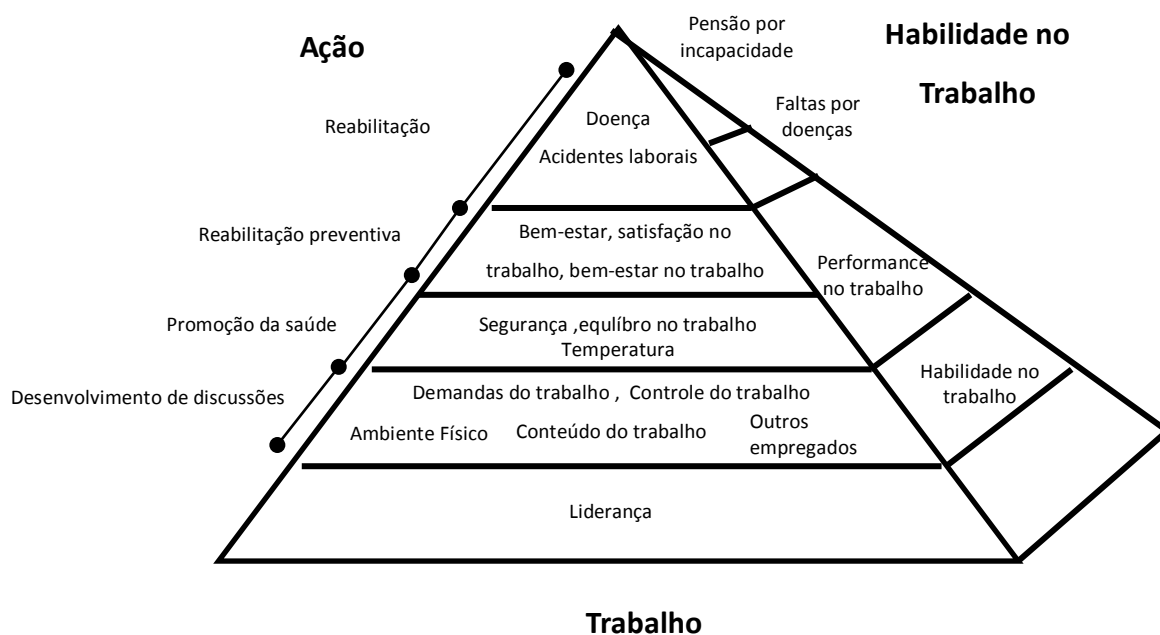 Ação
Pensão por
incapacidade
Habilidade no
Trabalho
Faltas por
doenças
Reabilitação
Doença
Acidentes laborais
Reabilitação preventiva
Bem-estar, satisfação no
trabalho, bem-estar no trabalho
Performance
no trabalho
Promoção da saúde
Segurança ,equlíbro no trabalho
Temperatura
Habilidade no
trabalho
Desenvolvimento de discussões
Demandas do trabalho , Controle do trabalho
Ambiente Físico
Conteúdo do trabalho
Outros
empregados
Liderança
Trabalho